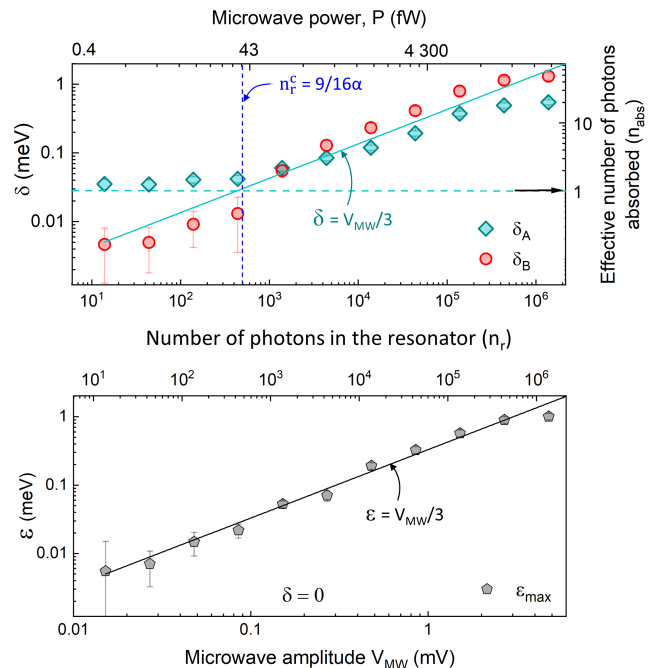 Microwave power, P (fW)
0.4 43 4 300
n_r^c = 9/16α
1
0.1
0.01
δ (meV)
10
1
Effective number of photons
absorbed (n_abs)
δ = V_MW/3
δ_A
δ_B
10^1 10^2 10^3 10^4 10^5 10^6
Number of photons in the resonator (n_r)
10^1 10^2 10^3 10^4 10^5 10^6
1
0.1
0.01
ε (meV)
ε = V_MW/3
δ = 0
ε_max
0.01 0.1 1
Microwave amplitude V_MW (mV)